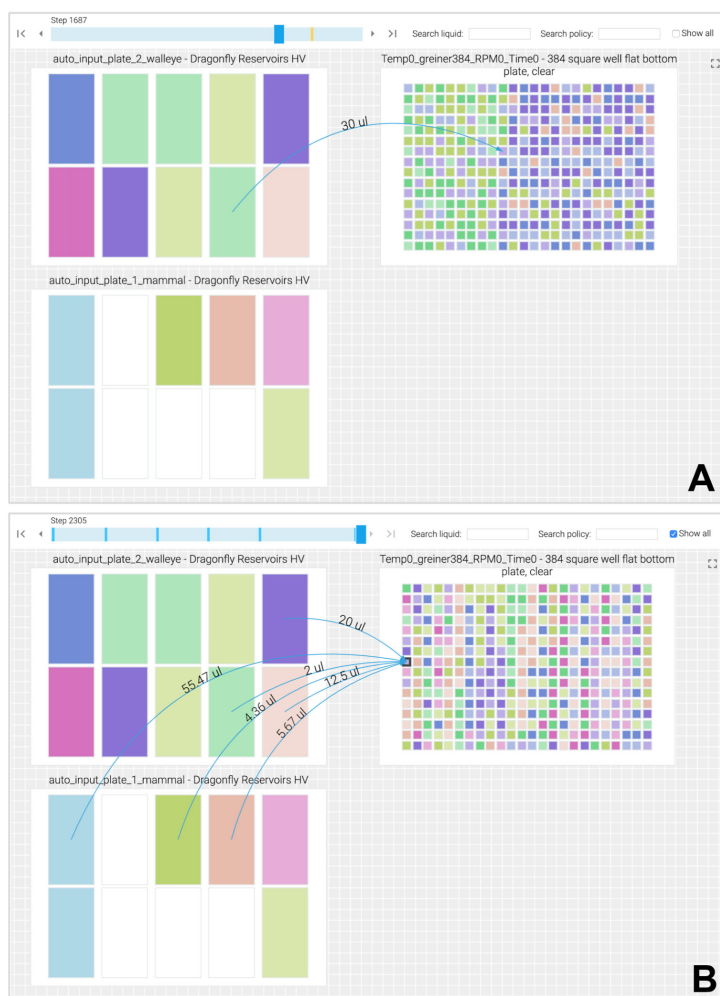 Step 1687
Search liquid:
Search policy:
Show all
auto_input_plate_2_walleye - Dragonfly Reservoirs HV
Temp0_greiner384_RPM0_Time0 - 384 square well flat bottom
plate, clear
30 ul
auto_input_plate_1_mammal - Dragonfly Reservoirs HV
A
Step 2305
Search liquid:
Search policy:
Show all
auto_input_plate_2_walleye - Dragonfly Reservoirs HV
Temp0_greiner384_RPM0_Time0 - 384 square well flat bottom
plate, clear
20 ul
55.47 ul
2 ul
4.36 ul
12.5 ul
5.67 ul
auto_input_plate_1_mammal - Dragonfly Reservoirs HV
B